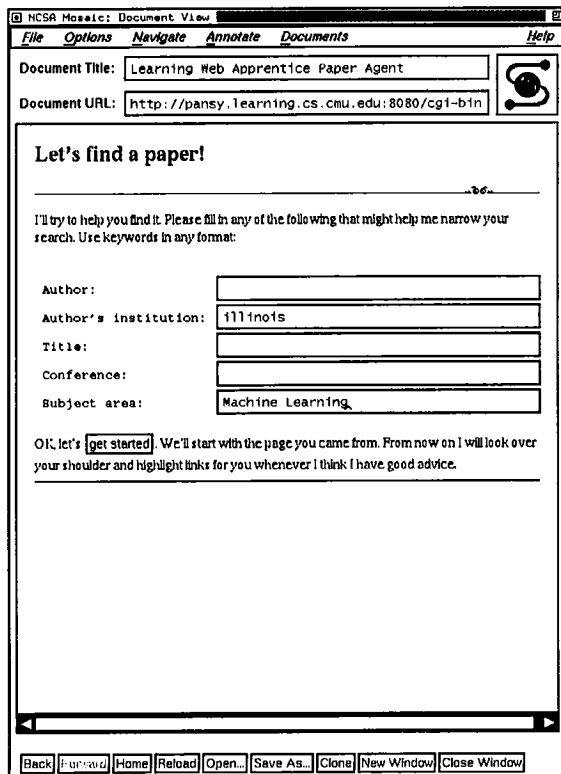 NCSA Mosaic: Document View
File Options Navigate Annotate Documents Help
Document Title: Learning Web Apprentice Paper Agent
Document URL: http://pansy.learning.cs.cmu.edu:8080/cgi-bin
Let's find a paper!
I'll try to help you find it. Please fill in any of the following that might help me narrow your
search. Use keywords in any format:
Author:
Author's institution: illinois
Title:
Conference:
Subject area: Machine Learning
OK, let's get started. We'll start with the page you came from. From now on I will look over
your shoulder and highlight links for you whenever I think I have good advice.
Back Forward Home Reload Open... Save As... Clone New Window Close Window